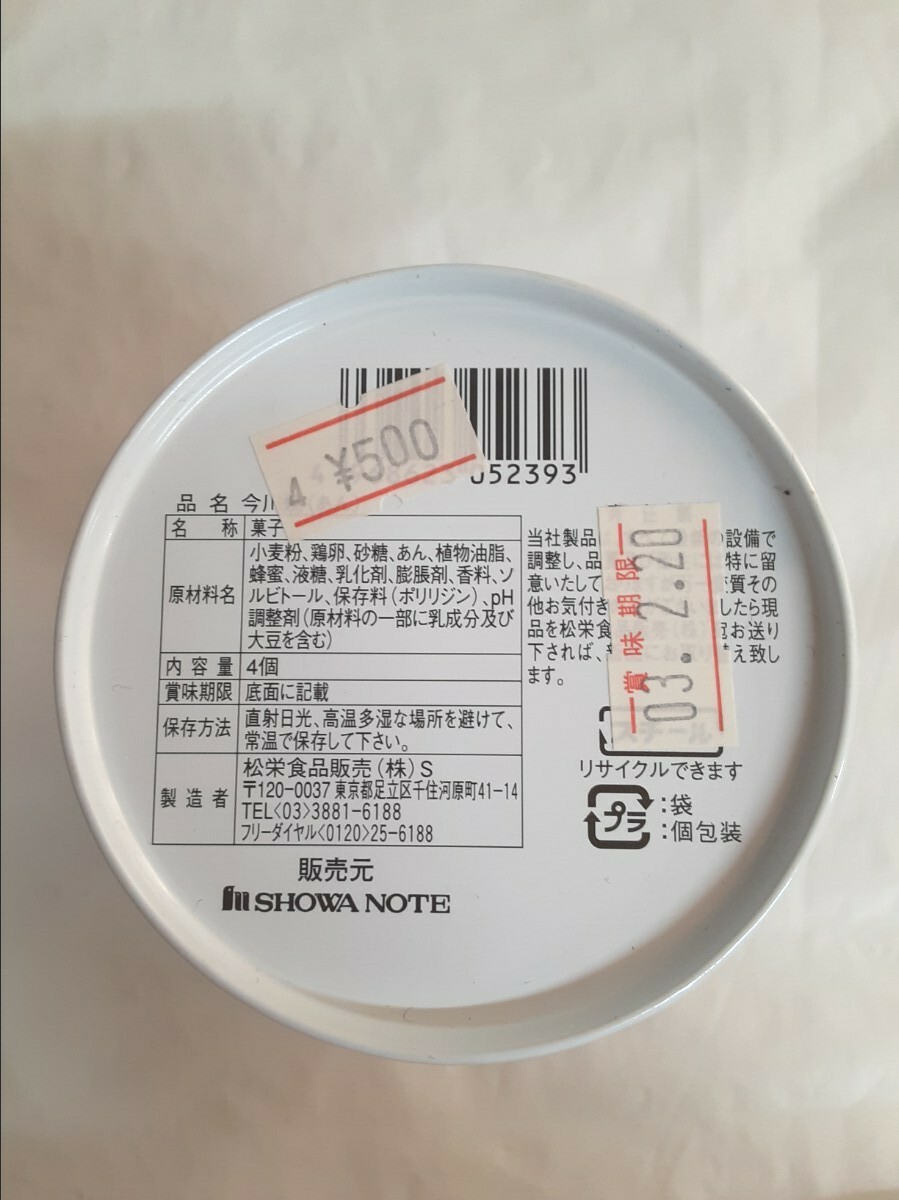 4 ¥500
052393
品 名 今川
名 称 菓子
原材料名 小麦粉、鶏卵、砂糖、あん、植物油脂、
蜂蜜、液糖、乳化剤、膨脹剤、香料、ソ
ルビトール、保存料(ポリリジン)、pH
調整剤(原材料の一部に乳成分及び
大豆を含む)
内 容 量 4個
賞味期限 底面に記載
保存方法 直射日光、高温多湿な場所を避けて、
常温で保存して下さい。
製 造 者 松栄食品販売(株)S
〒120-0037 東京都足立区千住河原町41-14
TEL<03>3881-6188
フリーダイヤル<0120>25-6188
販売元
SHOWA NOTE
当社製品 の設備で
調整し、品 特に留
意いたして 質その
他お気付き したら現
品を松栄食 宛お送り
下されば、 え致し
ます。
賞味期限
03.2.20
スチール
リサイクルできます
プラ :袋
:個包装